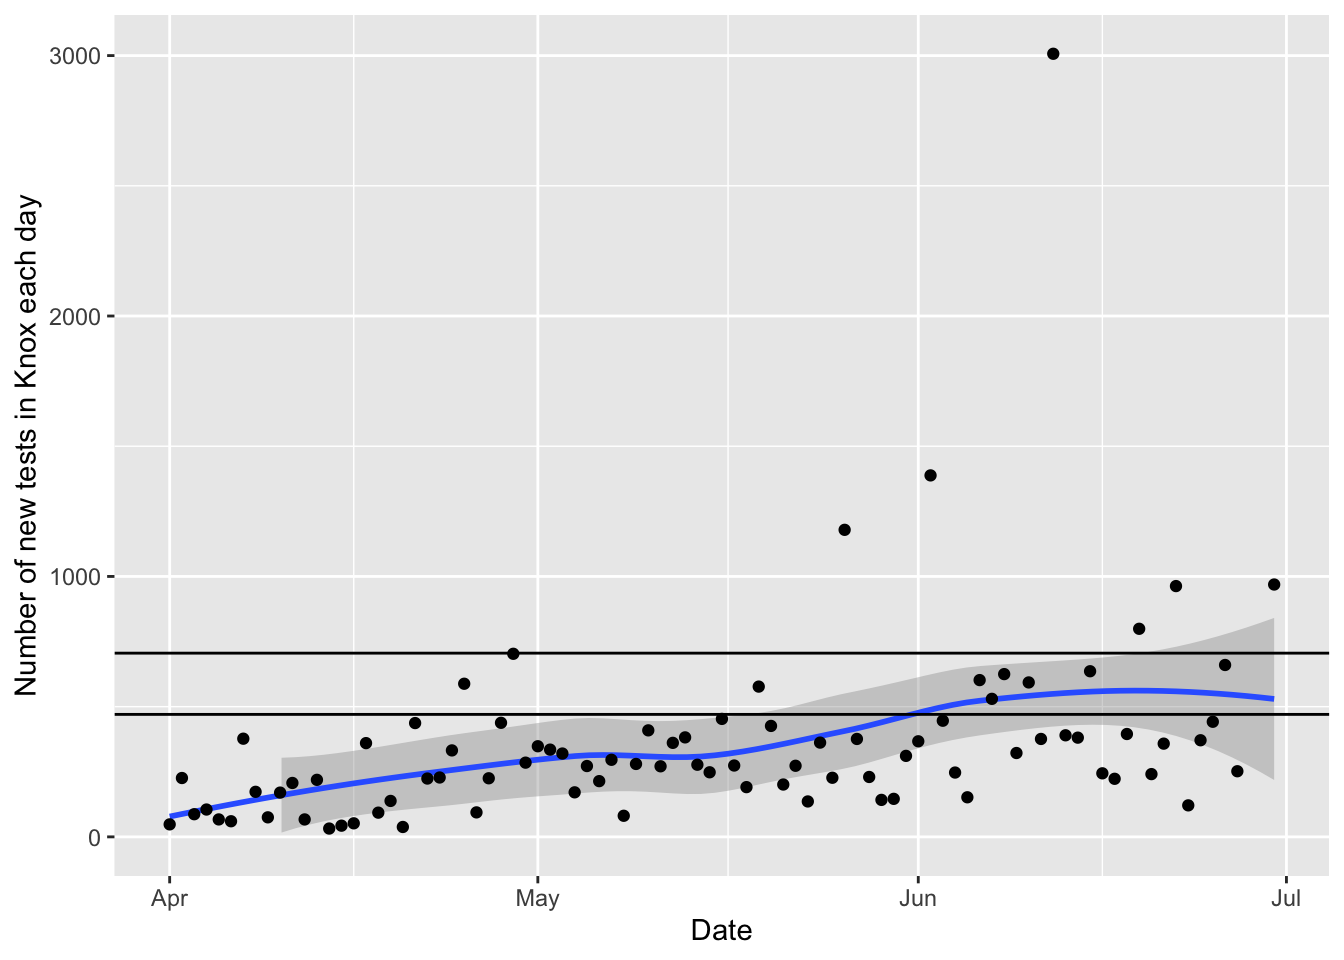 Number of new tests in Knox each day
3000
2000
1000
0
Apr
May
Jun
Jul
Date